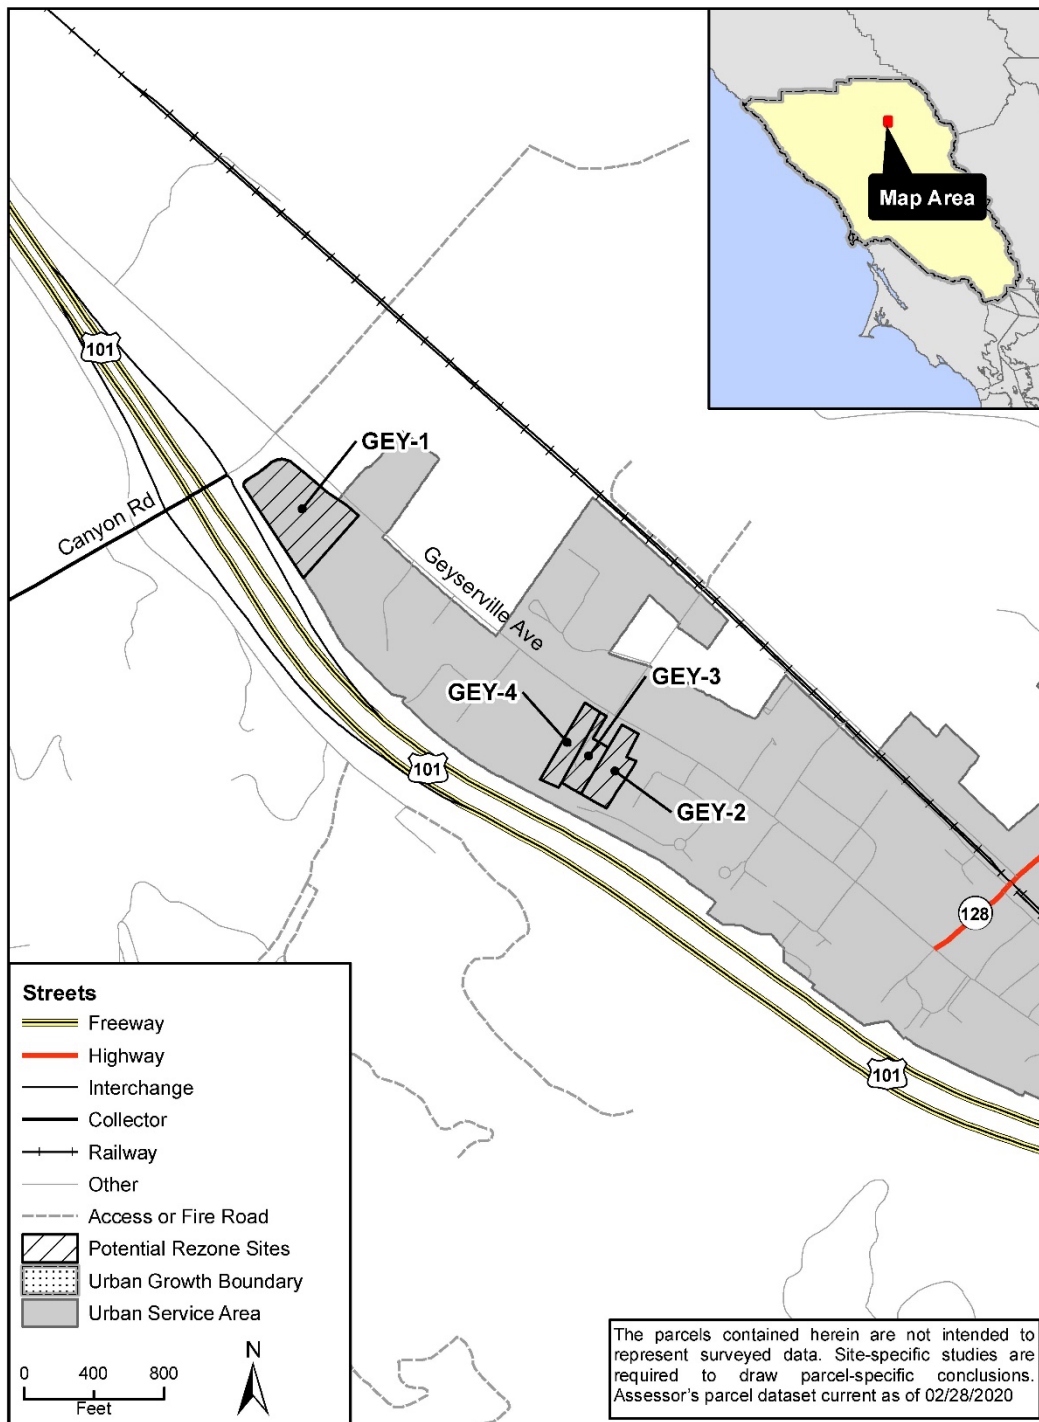 Map Area
101
GEY-1
Canyon Rd
Geyserville Ave
GEY-3
GEY-4
101
GEY-2
128
101
Streets
Freeway
Highway
Interchange
Collector
Railway
Other
Access or Fire Road
Potential Rezone Sites
Urban Growth Boundary
Urban Service Area
N
0 400 800
Feet
The parcels contained herein are not intended to
represent surveyed data. Site-specific studies are
required to draw parcel-specific conclusions.
Assessor's parcel dataset current as of 02/28/2020